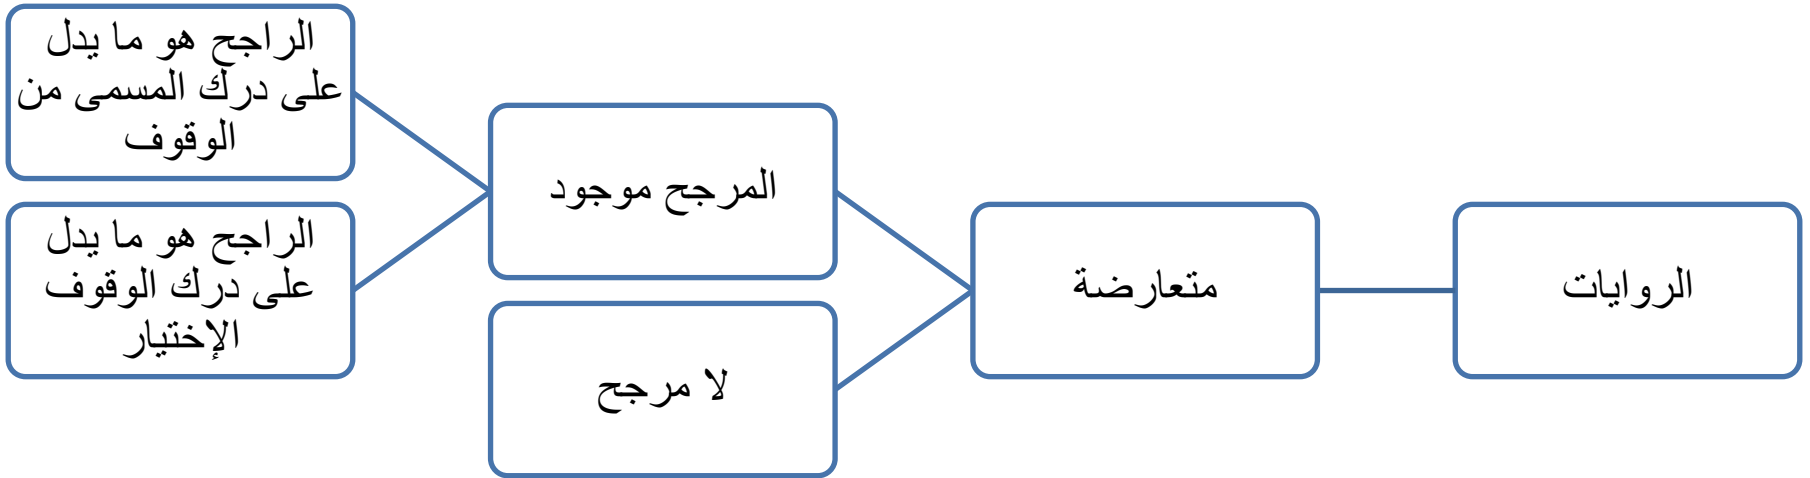 الروايات
متعارضة
المرجح موجود
لا مرجح
الراجح هو ما يدل
على درك المسمى من
الوقوف
الراجح هو ما يدل
على درك الوقوف
الإختيار